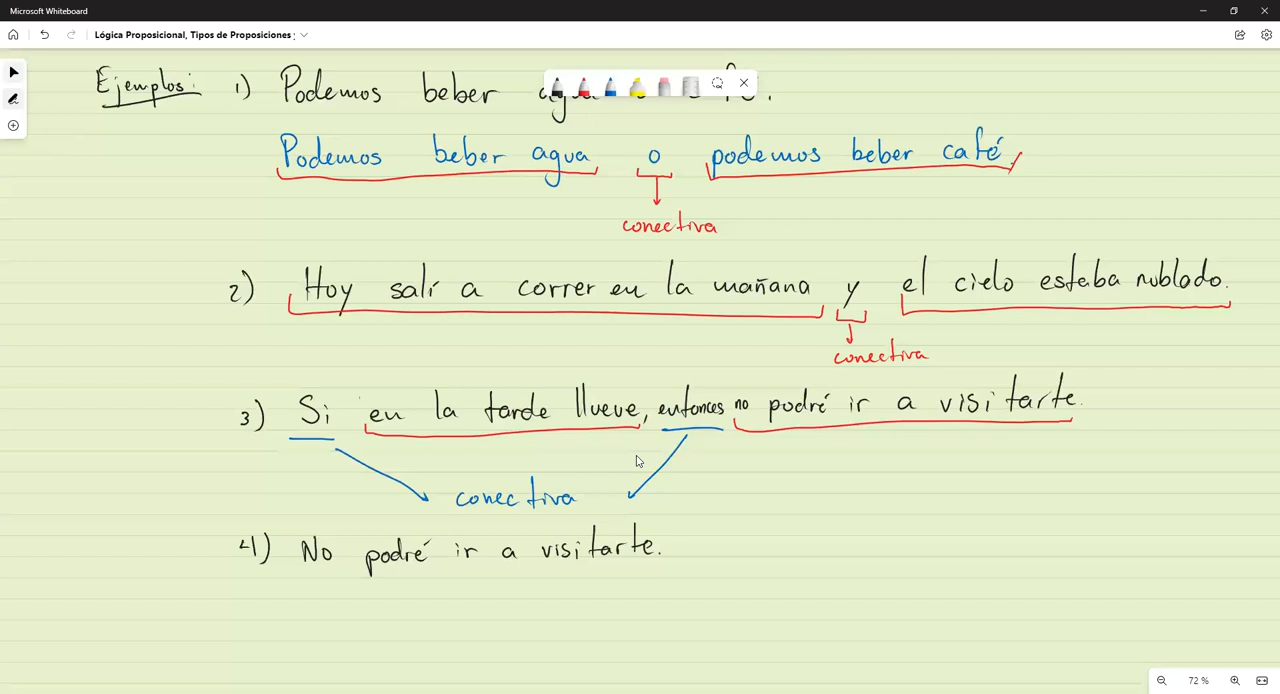 Microsoft Whiteboard
Lógica Proposicional, Tipos de Proposiciones
Ejemplos: 1) Podemos beber agua
Podemos beber agua o podemos beber café.
conectiva
2) Hoy salí a correr en la mañana y el cielo estaba nublado.
conectiva
3) Si en la tarde llueve, entonces no podré ir a visitarte.
conectiva
4) No podré ir a visitarte.
72 %